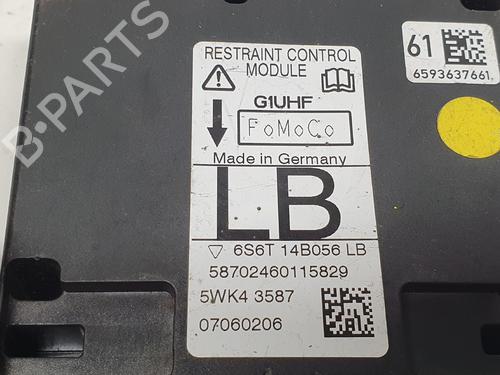 RESTRAINT CONTROL
MODULE
G1UHF
FoMoCo
Made in Germany
LB
6S6T 14B056 LB
58702460115829
5WK4 3587
07060206
61
6593637661
B-PARTS